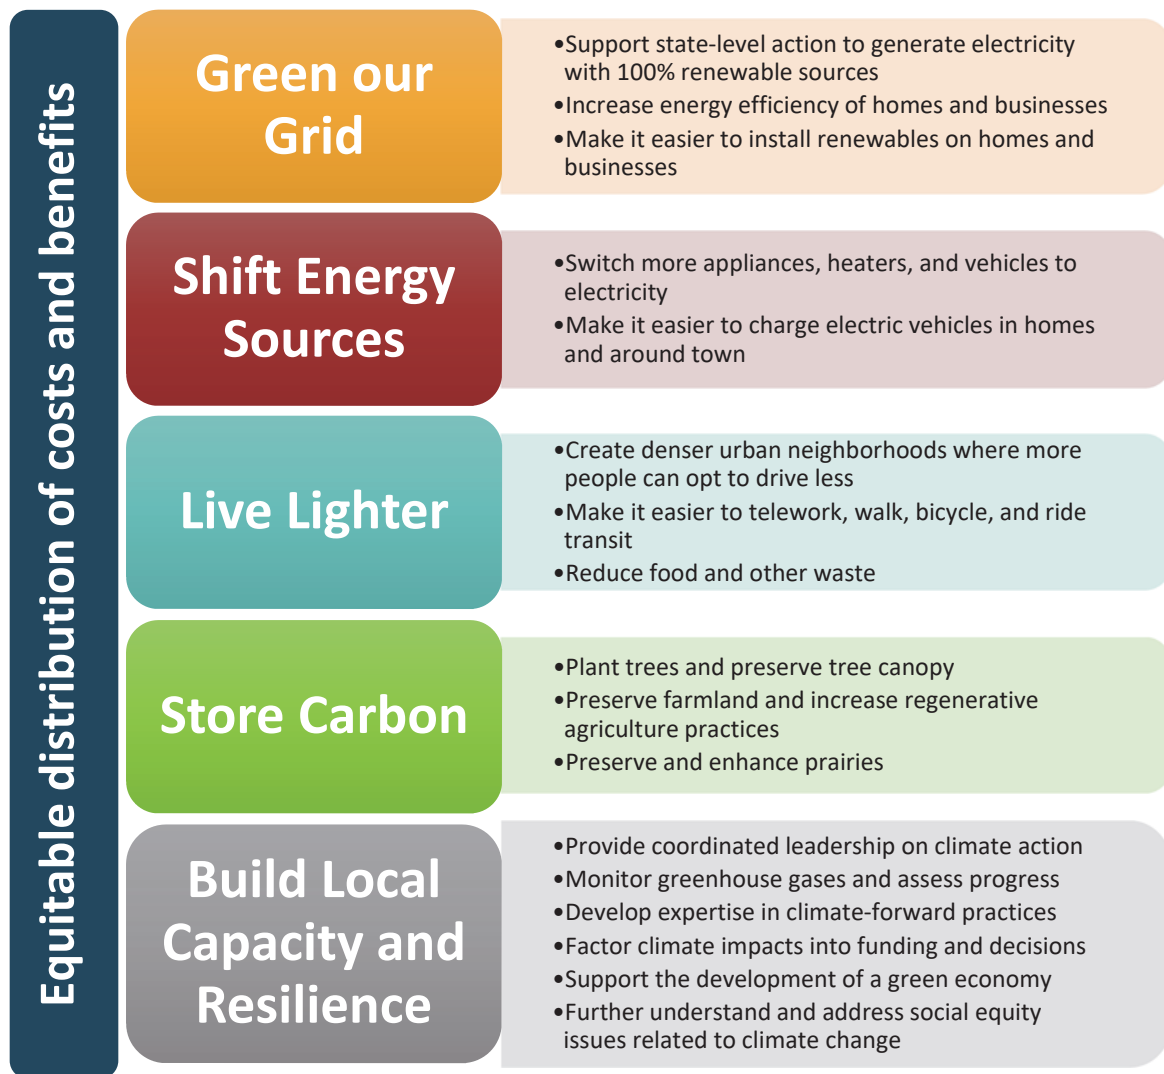 Equitable distribution of costs and benefits
Green our
Grid
•Support state-level action to generate electricity
with 100% renewable sources
•Increase energy efficiency of homes and businesses
•Make it easier to install renewables on homes and
businesses
Shift Energy
Sources
•Switch more appliances, heaters, and vehicles to
electricity
•Make it easier to charge electric vehicles in homes
and around town
Live Lighter
•Create denser urban neighborhoods where more
people can opt to drive less
•Make it easier to telework, walk, bicycle, and ride
transit
•Reduce food and other waste
Store Carbon
•Plant trees and preserve tree canopy
•Preserve farmland and increase regenerative
agriculture practices
•Preserve and enhance prairies
Build Local
Capacity and
Resilience
•Provide coordinated leadership on climate action
•Monitor greenhouse gases and assess progress
•Develop expertise in climate-forward practices
•Factor climate impacts into funding and decisions
•Support the development of a green economy
•Further understand and address social equity
issues related to climate change